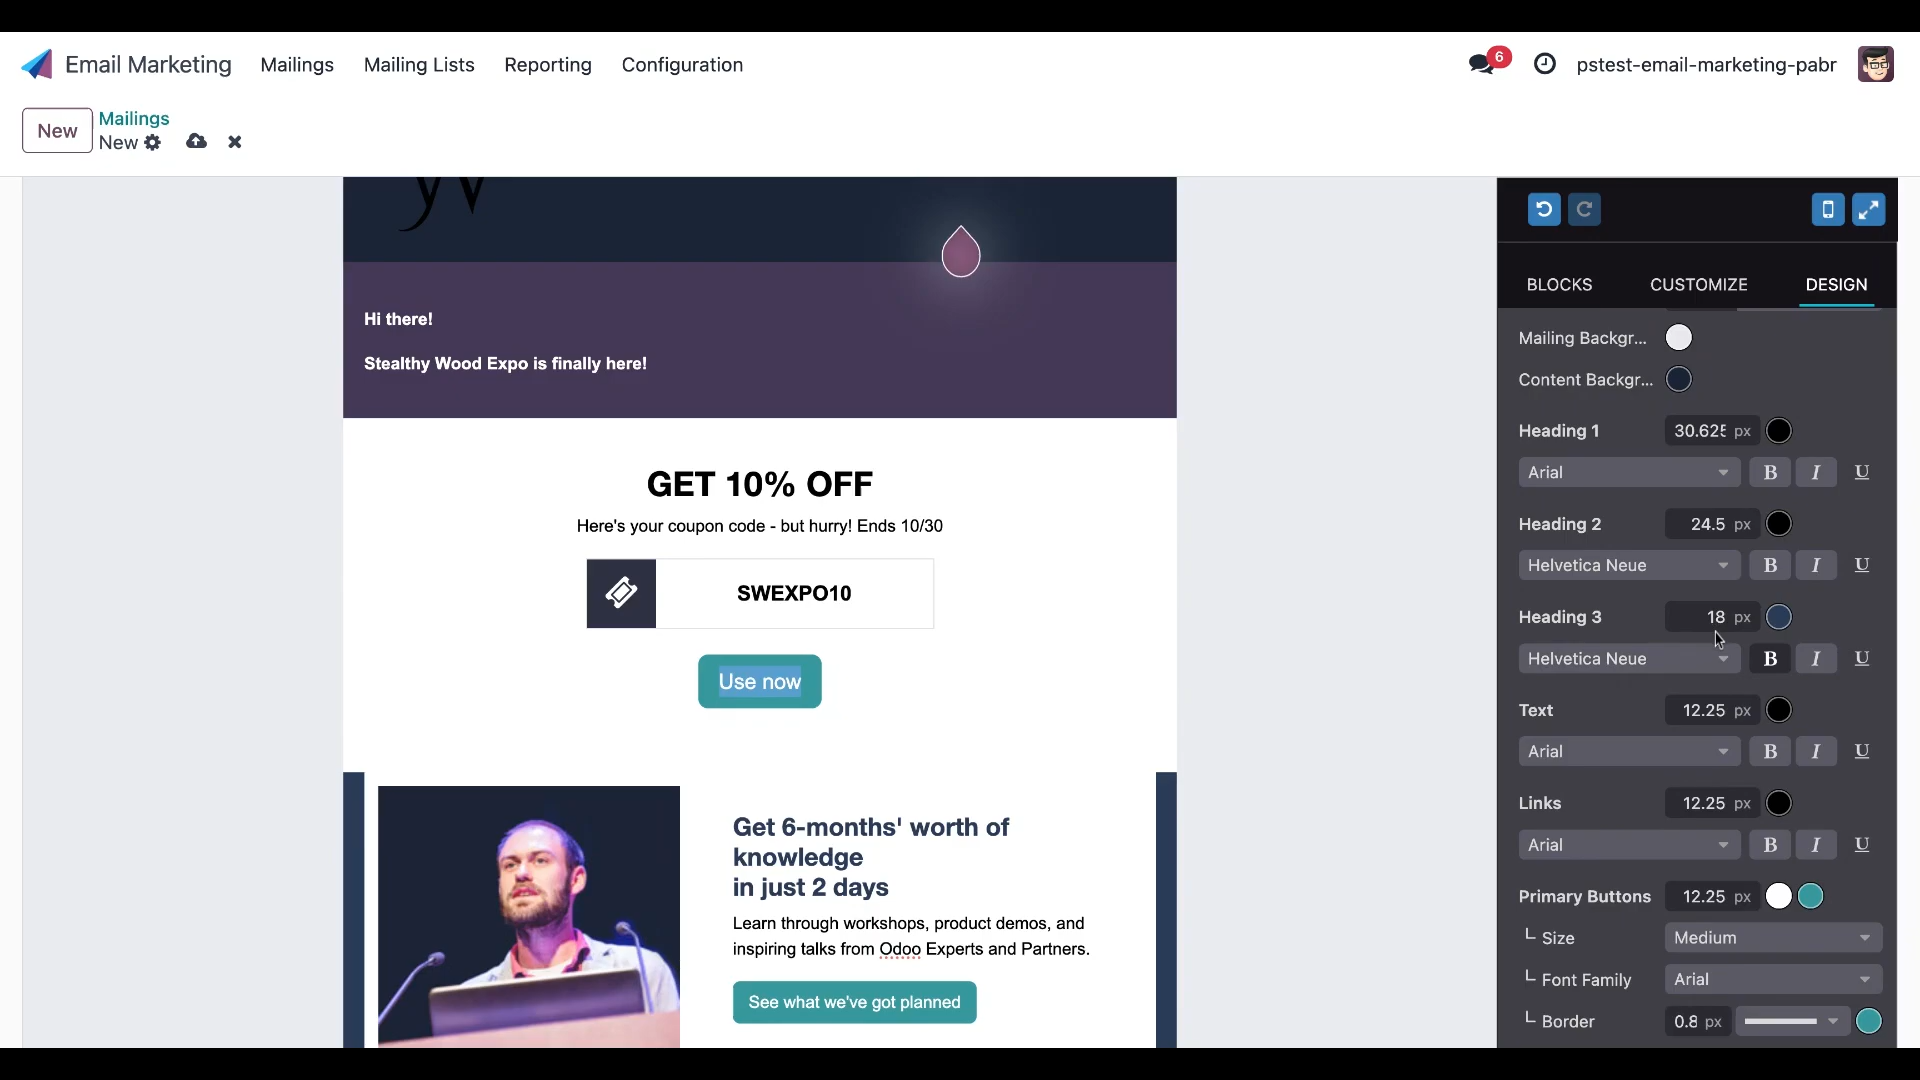 Email Marketing Mailings Mailing Lists Reporting Configuration 6 pstest-email-marketing-pabr
New
Mailings
New
Hi there!
Stealthy Wood Expo is finally here!
GET 10% OFF
Here's your coupon code - but hurry! Ends 10/30
SWEXPO10
Use now
Get 6-months' worth of
knowledge
in just 2 days
Learn through workshops, product demos, and
inspiring talks from Odoo Experts and Partners.
See what we've got planned
BLOCKS CUSTOMIZE DESIGN
Mailing Backgr...
Content Backgr...
Heading 1 30.625 px
Arial B I U
Heading 2 24.5 px
Helvetica Neue B I U
Heading 3 18 px
Helvetica Neue B I U
Text 12.25 px
Arial B I U
Links 12.25 px
Arial B I U
Primary Buttons 12.25 px
Size Medium
Font Family Arial
Border 0.8 px